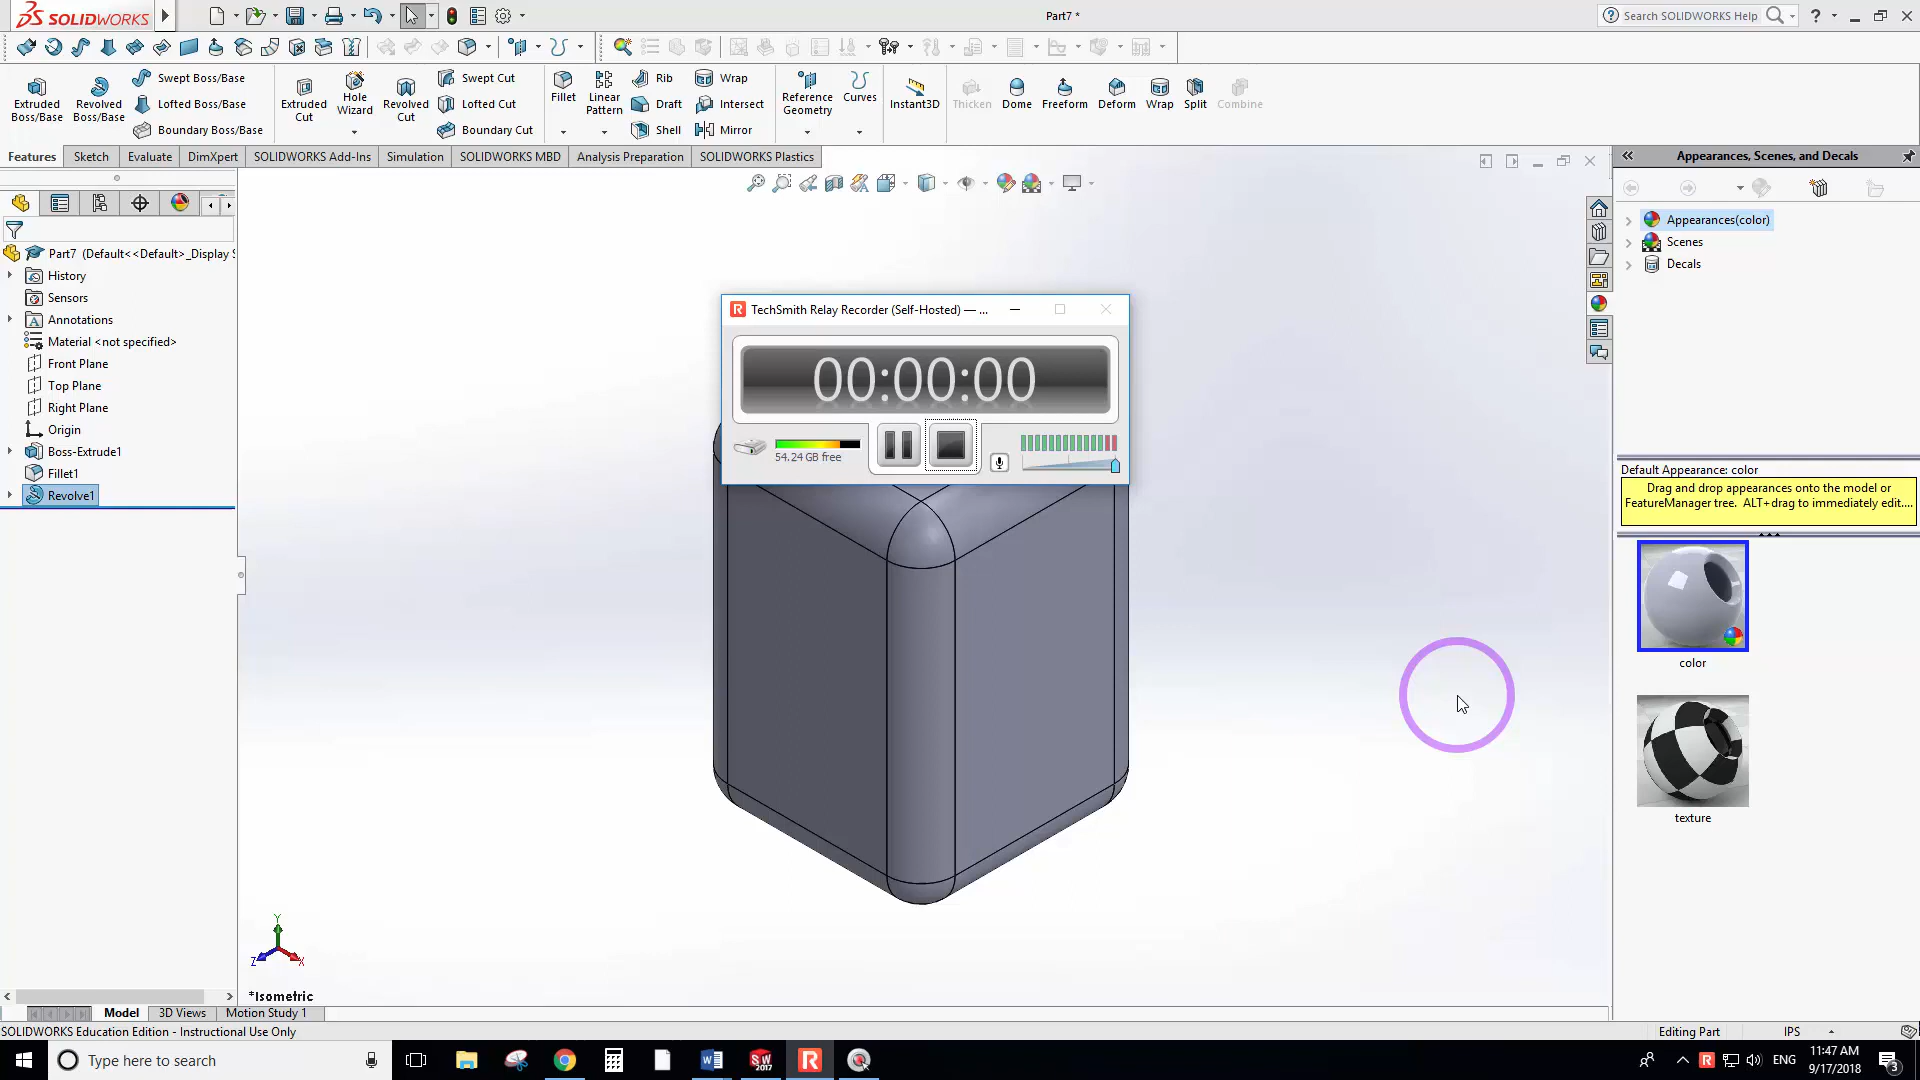 SOLIDWORKS
Part7 *
Search SOLIDWORKS Help
Extruded Boss/Base
Revolved Boss/Base
Swept Boss/Base
Lofted Boss/Base
Boundary Boss/Base
Extruded Cut
Hole Wizard
Revolved Cut
Swept Cut
Lofted Cut
Boundary Cut
Fillet
Linear Pattern
Rib
Draft
Shell
Wrap
Intersect
Mirror
Reference Geometry
Curves
Instant3D
Thicken
Dome
Freeform
Deform
Wrap
Split
Combine
Features
Sketch
Evaluate
DimXpert
SOLIDWORKS Add-Ins
Simulation
SOLIDWORKS MBD
Analysis Preparation
SOLIDWORKS Plastics
Part7 (Default<<Default>_Display S
History
Sensors
Annotations
Material <not specified>
Front Plane
Top Plane
Right Plane
Origin
Boss-Extrude1
Fillet1
Revolve1
TechSmith Relay Recorder (Self-Hosted) — ...
00:00:00
54.24 GB free
Y
Z
X
*Isometric
Appearances, Scenes, and Decals
Appearances(color)
Scenes
Decals
Default Appearance: color
Drag and drop appearances onto the model or
FeatureManager tree. ALT+drag to immediately edit....
color
texture
Model
3D Views
Motion Study 1
SOLIDWORKS Education Edition - Instructional Use Only
Editing Part
IPS
Type here to search
SW
2017
ENG
11:47 AM
9/17/2018
3